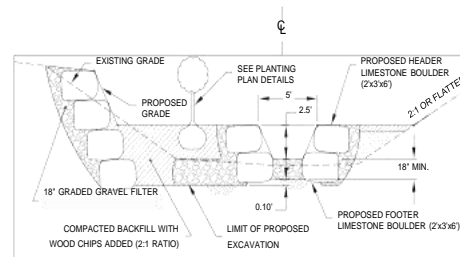 ℄
EXISTING GRADE
SEE PLANTING
PLAN DETAILS
PROPOSED HEADER
LIMESTONE BOULDER
(2'x3'x6')
PROPOSED
GRADE
5'
2.5'
2:1 OR FLATTER
18" MIN.
18" GRADED GRAVEL FILTER
0.10'
COMPACTED BACKFILL WITH
WOOD CHIPS ADDED (2:1 RATIO)
LIMIT OF PROPOSED
EXCAVATION
PROPOSED FOOTER
LIMESTONE BOULDER (2'x3'x6')